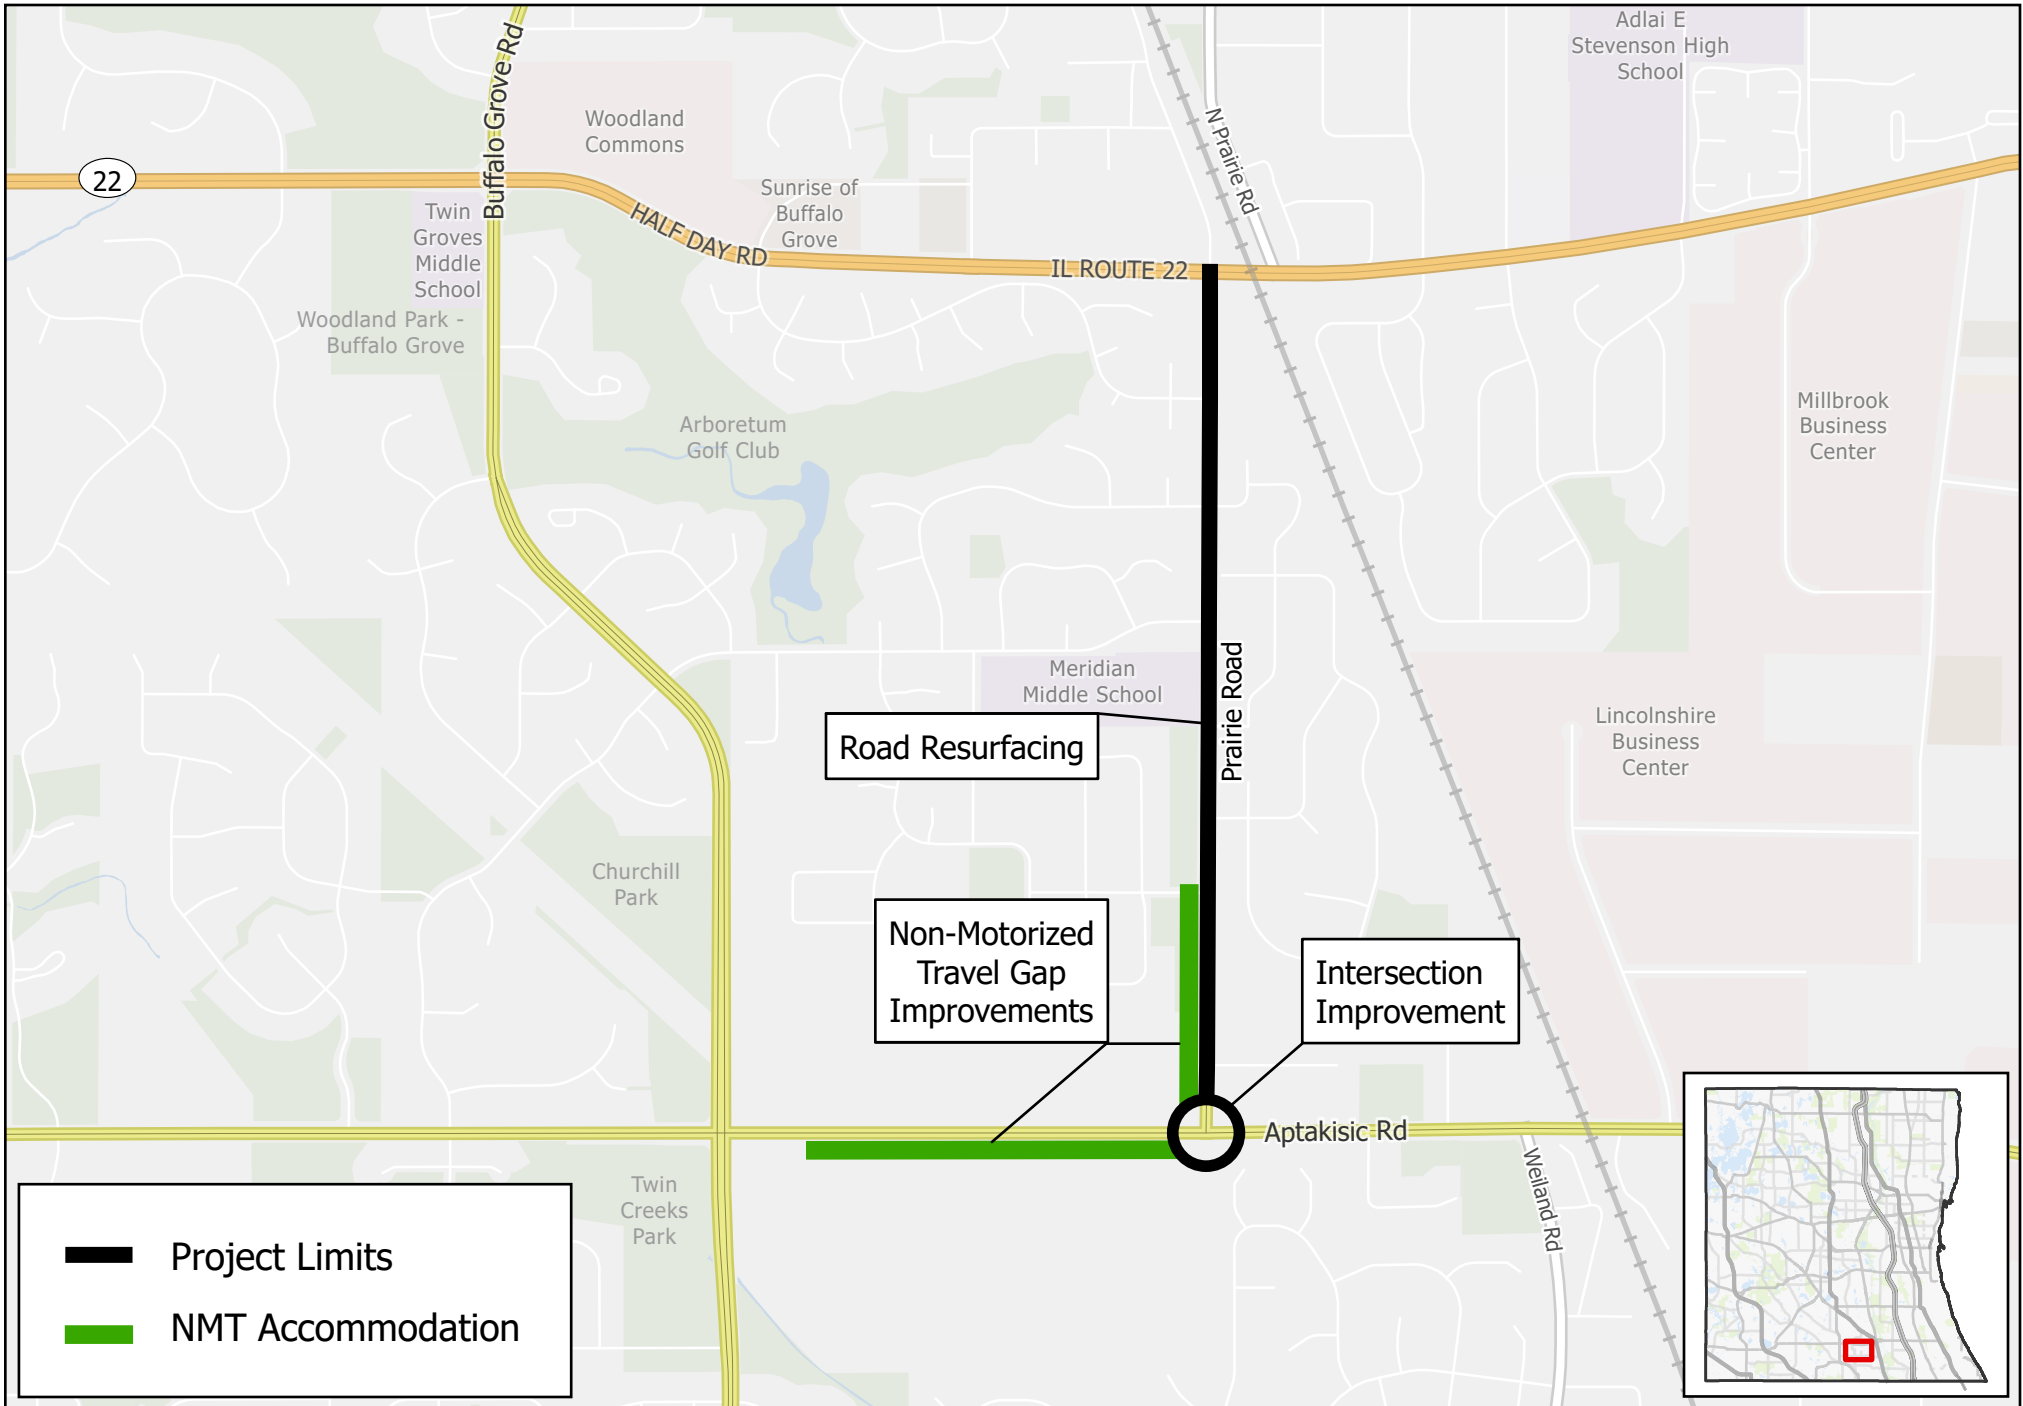 Adlai E
Stevenson High
School
Buffalo Grove Rd
Woodland
Commons
N Prairie Rd
22
Sunrise of
Buffalo
Grove
Twin
Groves
Middle
School
HALF DAY RD
IL ROUTE 22
Woodland Park -
Buffalo Grove
Arboretum
Golf Club
Millbrook
Business
Center
Meridian
Middle School
Prairie Road
Road Resurfacing
Lincolnshire
Business
Center
Churchill
Park
Non-Motorized
Travel Gap
Improvements
Intersection
Improvement
Aptakisic Rd
Weiland Rd
Twin
Creeks
Park
Project Limits
NMT Accommodation